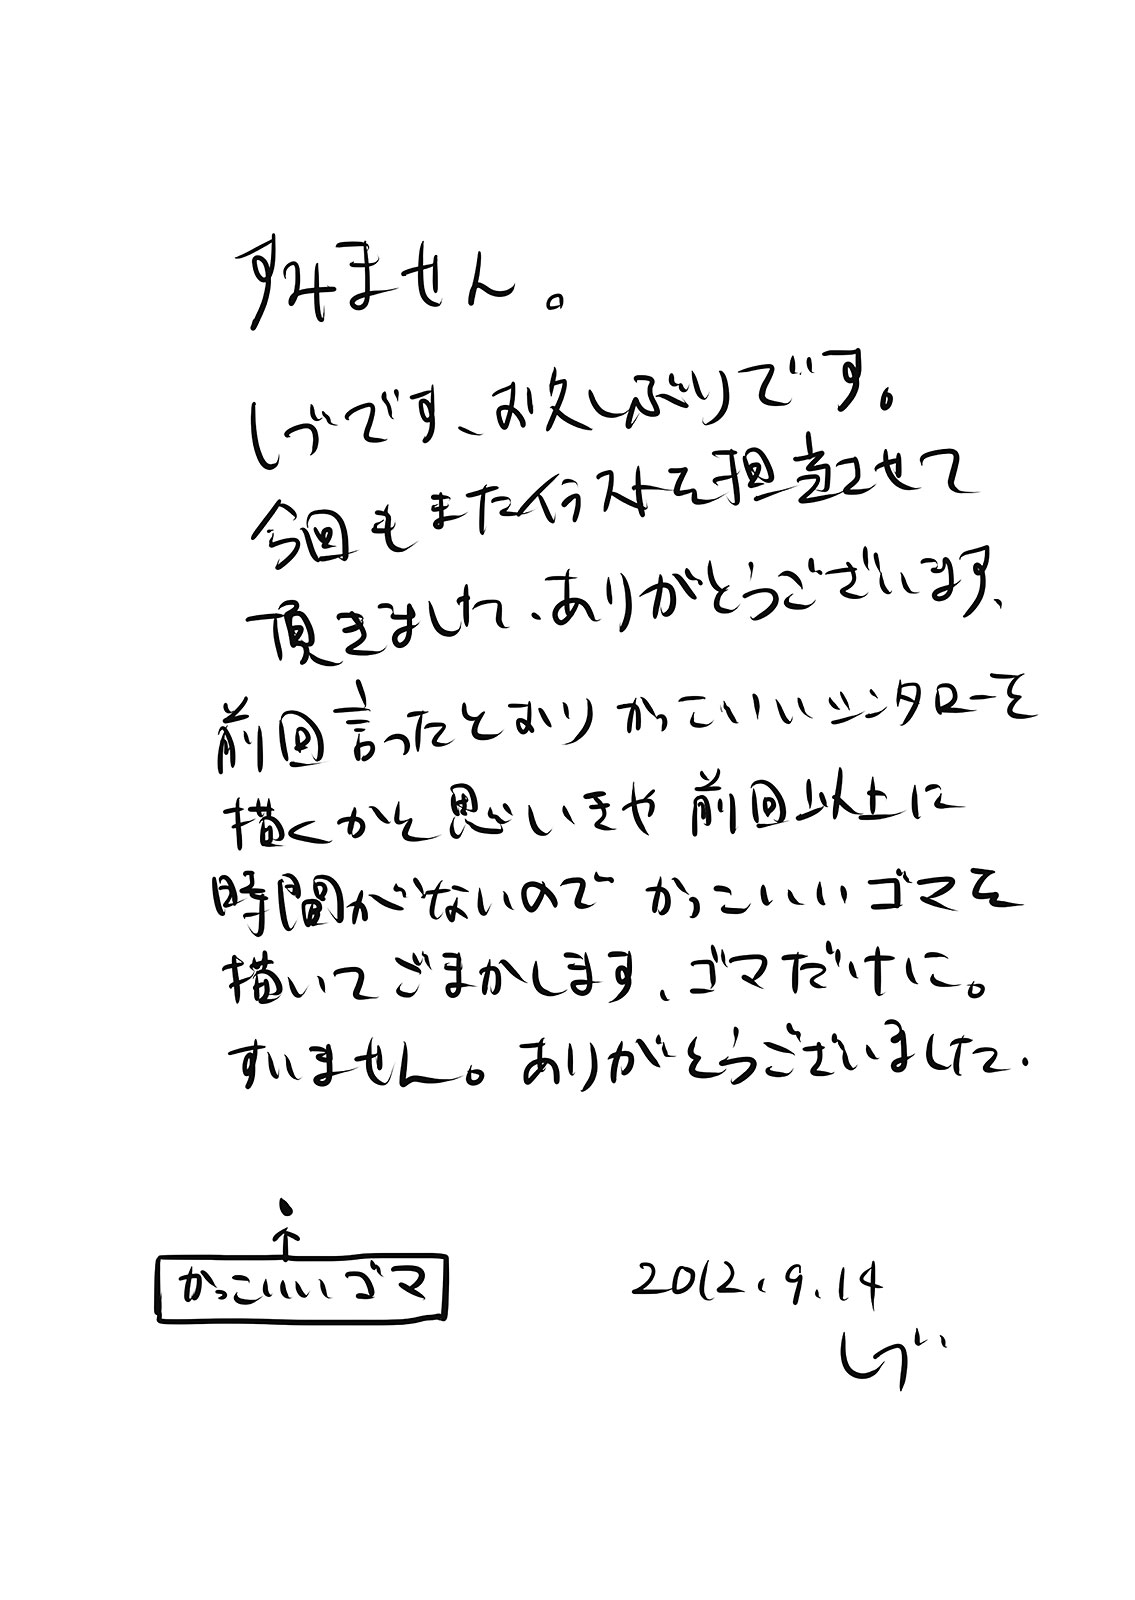 すみません。
しづです、お久しぶりです。
今回もまたイラストを担当させて
頂きました、ありがとうございます、
前回言ったとおりかっこいいシンタローを
描くかと思いきや前回以上に
時間がないのでかっこいいゴマを
描いてごまかします、ゴマだけに。
すいません。ありがとうございました.
かっこいいゴマ
2012.9.14
しづ